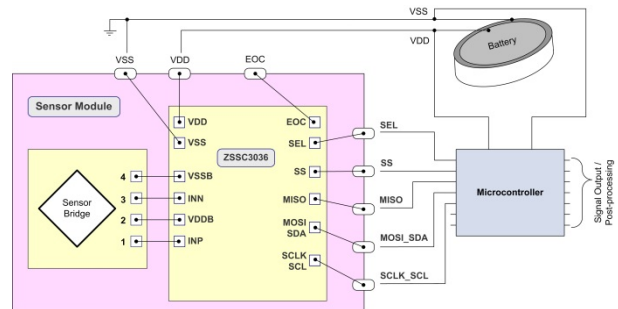 VSS
VDD
Battery
VSS
VDD
EOC
Sensor Module
VDD
EOC
SEL
VSS
SEL
ZSSC3036
SS
SS
4
VSSB
Sensor
Bridge
3
INN
MISO
MISO
Microcontroller
2
VDDB
MOSI
SDA
MOSI_SDA
1
INP
SCLK
SCL
SCLK_SCL
Signal Output /
Post-processing